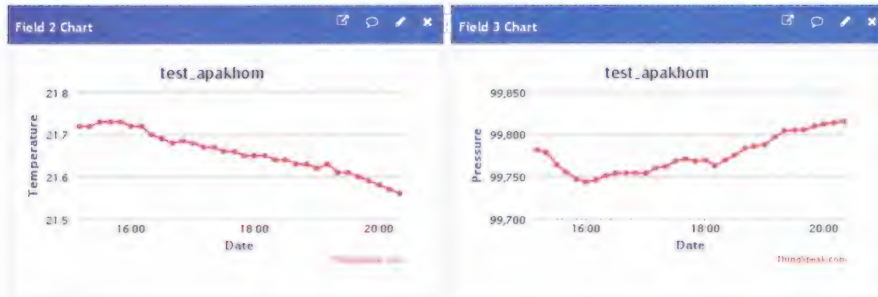 Field 2 Chart
test_apakhom
Temperature
21.8
21.7
21.6
21.5
16:00
18:00
20:00
Date
Field 3 Chart
test_apakhom
Pressure
99,850
99,800
99,750
99,700
16:00
18:00
20:00
Date
ThingSpeak.com